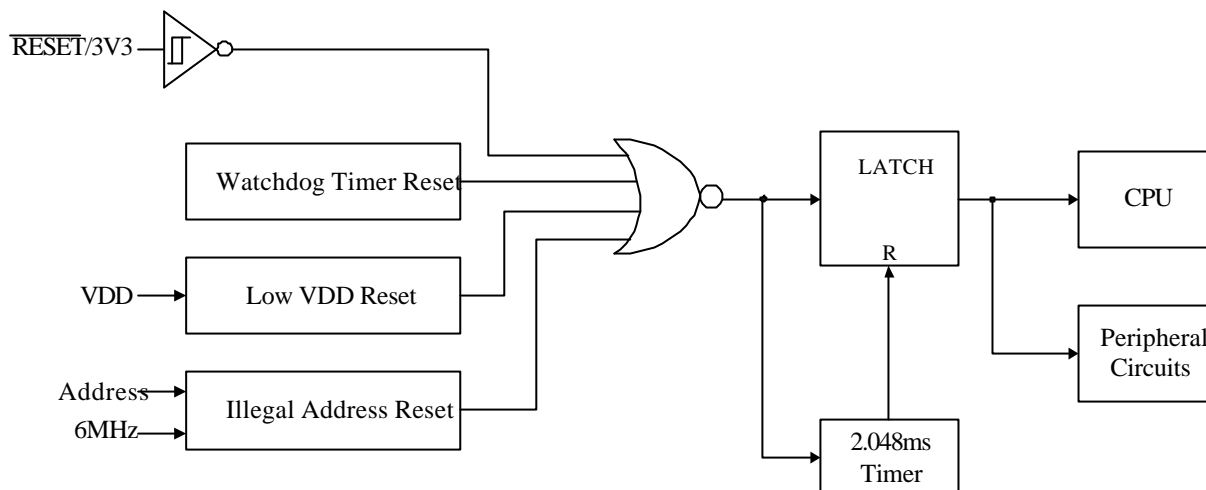 RESET/3V3
Watchdog Timer Reset
LATCH
CPU
R
VDD
Low VDD Reset
Peripheral
Circuits
Address
6MHz
Illegal Address Reset
2.048ms
Timer